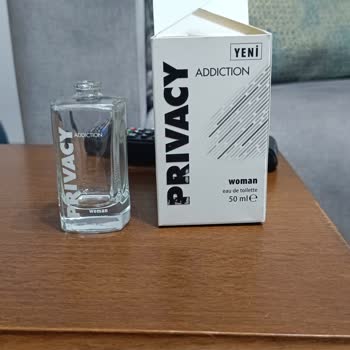 PRIVACY
ADDICTION
woman
YENİ
PRIVACY
ADDICTION
woman
eau de toilette
50 ml ℮